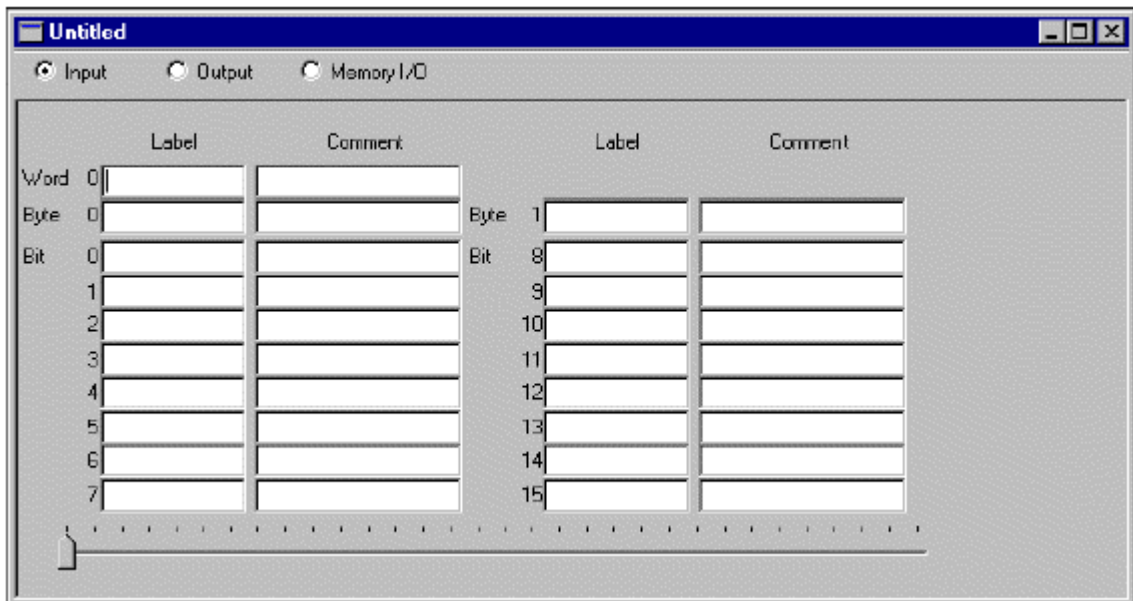 Untitled
Input Output Memory I/O
Label Comment Label Comment
Word 0
Byte 0 Byte 1
Bit 0 Bit 8
1 9
2 10
3 11
4 12
5 13
6 14
7 15